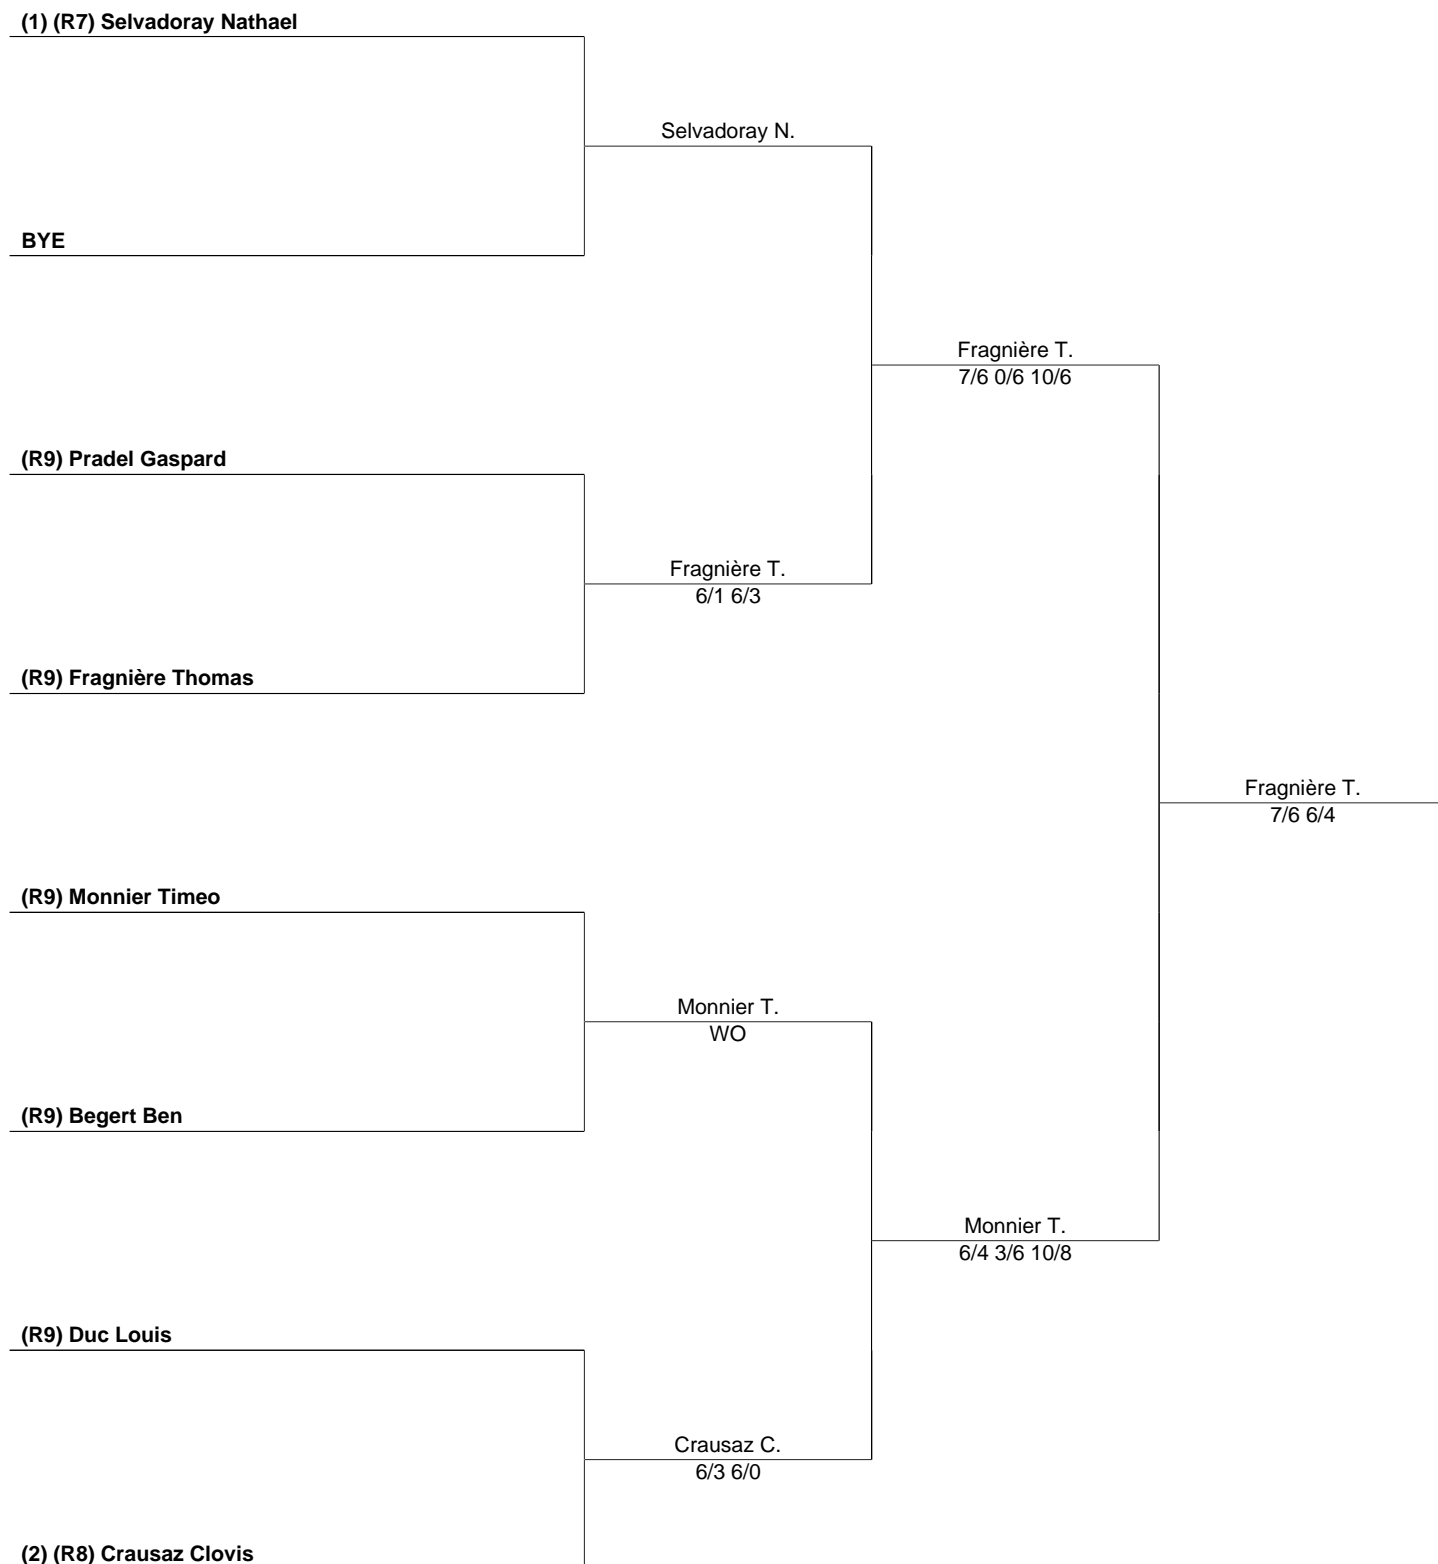 (1) (R7) Selvadoray Nathael
Selvadoray N.
BYE
Fragnière T.
7/6 0/6 10/6
(R9) Pradel Gaspard
Fragnière T.
6/1 6/3
(R9) Fragnière Thomas
Fragnière T.
7/6 6/4
(R9) Monnier Timeo
Monnier T.
WO
(R9) Begert Ben
Monnier T.
6/4 3/6 10/8
(R9) Duc Louis
Crausaz C.
6/3 6/0
(2) (R8) Crausaz Clovis